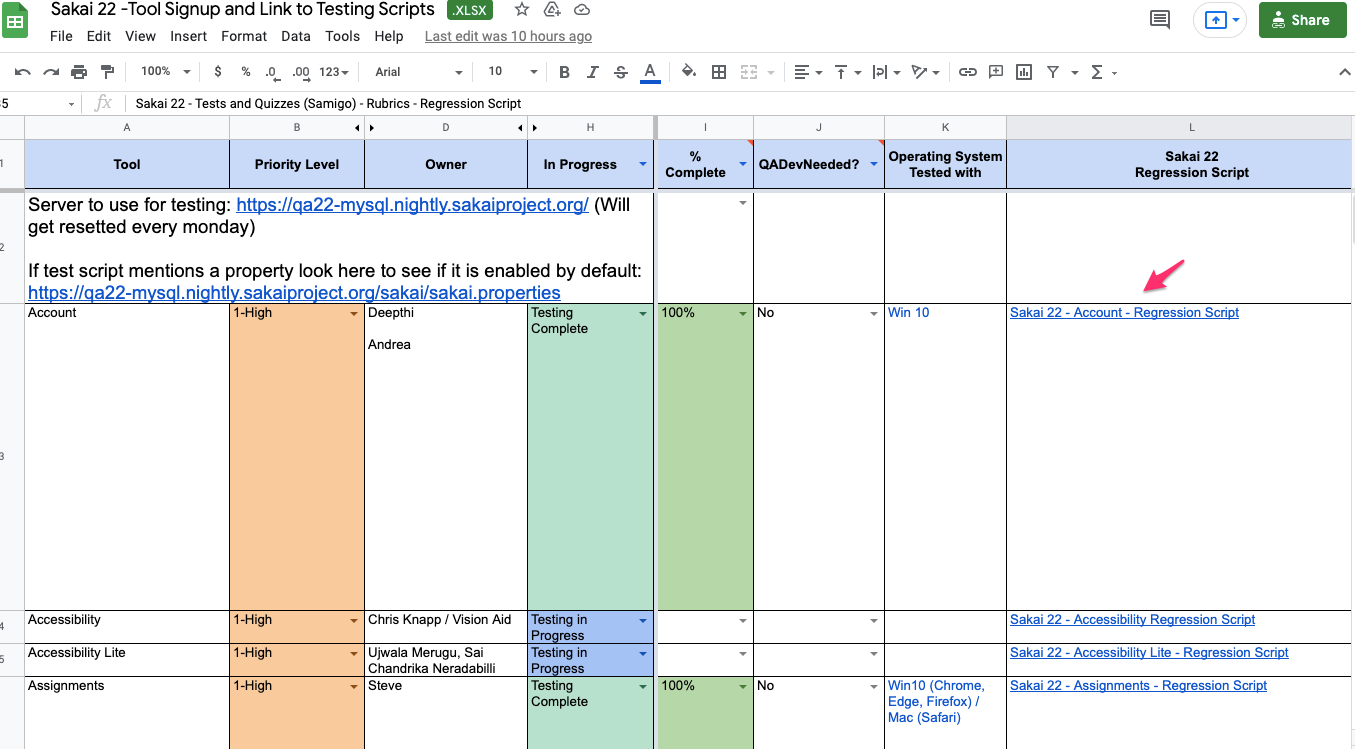 Sakai 22 -Tool Signup and Link to Testing Scripts .XLSX
Share
File Edit View Insert Format Data Tools Help Last edit was 10 hours ago
100% $ % .0 .00 123 Arial 10 B I S A
fx Sakai 22 - Tests and Quizzes (Samigo) - Rubrics - Regression Script
A B D H I J K L
1 Tool Priority Level Owner In Progress % Complete QADevNeeded? Operating System Tested with Sakai 22 Regression Script
2
Server to use for testing: https://qa22-mysql.nightly.sakaiproject.org/ (Will
get resetted every monday)
If test script mentions a property look here to see if it is enabled by default:
https://qa22-mysql.nightly.sakaiproject.org/sakai/sakai.properties
3
Account 1-High Deepthi Testing 100% No Win 10 Sakai 22 - Account - Regression Script
Complete
Andrea
4
Accessibility 1-High Chris Knapp / Vision Aid Testing in Sakai 22 - Accessibility Regression Script
Progress
5
Accessibility Lite 1-High Ujwala Merugu, Sai Testing in Sakai 22 - Accessibility Lite - Regression Script
Chandrika Neradabilli Progress
Assignments 1-High Steve Testing 100% No Win10 (Chrome, Sakai 22 - Assignments - Regression Script
Complete Edge, Firefox) /
Mac (Safari)